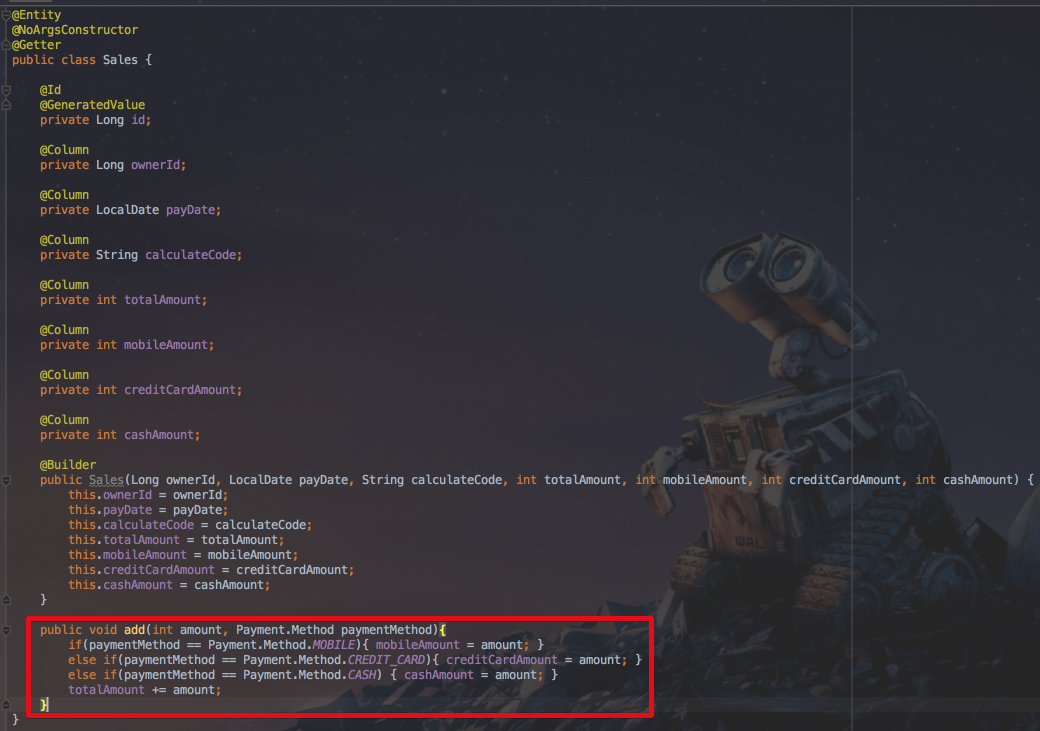 @Entity
@NoArgsConstructor
@Getter
public class Sales {
@Id
@GeneratedValue
private Long id;
@Column
private Long ownerId;
@Column
private LocalDate payDate;
@Column
private String calculateCode;
@Column
private int totalAmount;
@Column
private int mobileAmount;
@Column
private int creditCardAmount;
@Column
private int cashAmount;
@Builder
public Sales(Long ownerId, LocalDate payDate, String calculateCode, int totalAmount, int mobileAmount, int creditCardAmount, int cashAmount) {
this.ownerId = ownerId;
this.payDate = payDate;
this.calculateCode = calculateCode;
this.totalAmount = totalAmount;
this.mobileAmount = mobileAmount;
this.creditCardAmount = creditCardAmount;
this.cashAmount = cashAmount;
}
public void add(int amount, Payment.Method paymentMethod){
if(paymentMethod == Payment.Method.MOBILE){ mobileAmount = amount; }
else if(paymentMethod == Payment.Method.CREDIT_CARD){ creditCardAmount = amount; }
else if(paymentMethod == Payment.Method.CASH) { cashAmount = amount; }
totalAmount += amount;
}
}